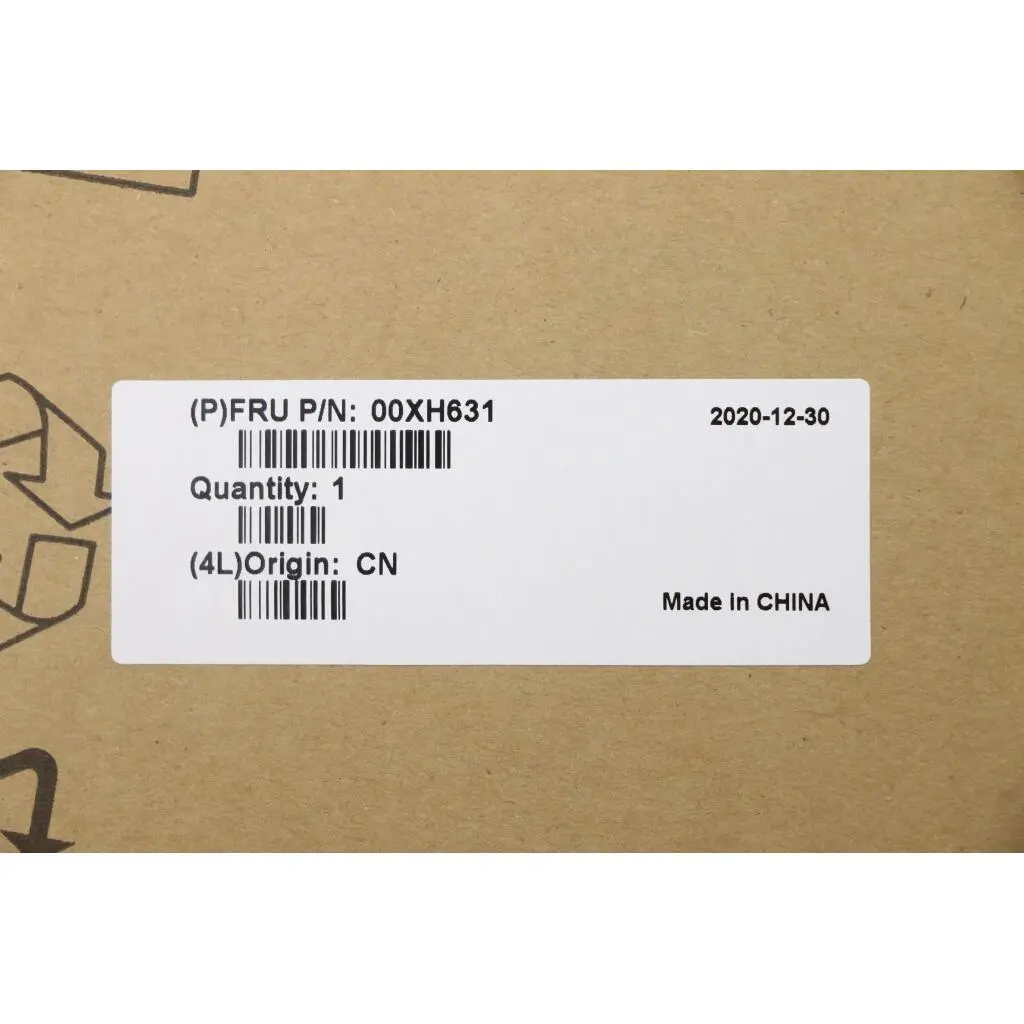 (P)FRU P/N: 00XH631
2020-12-30
Quantity: 1
(4L)Origin: CN
Made in CHINA